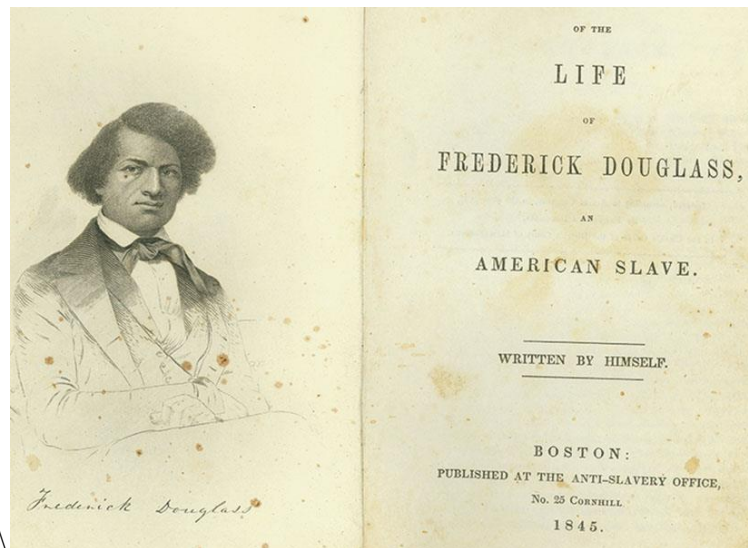 Frederick Douglass
OF THE
LIFE
OF
FREDERICK DOUGLASS,
AN
AMERICAN SLAVE.
WRITTEN BY HIMSELF.
BOSTON:
PUBLISHED AT THE ANTI-SLAVERY OFFICE,
No. 25 CORNHILL
1845.